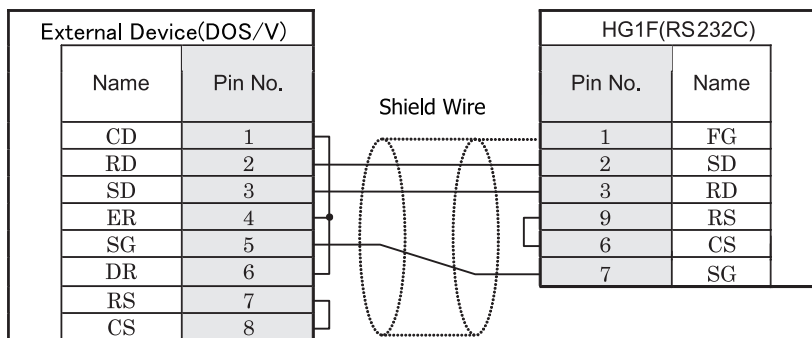 External Device(DOS/V)
Name Pin No.
CD 1
RD 2
SD 3
ER 4
SG 5
DR 6
RS 7
CS 8
Shield Wire
HG1F(RS232C)
Pin No. Name
1 FG
2 SD
3 RD
9 RS
6 CS
7 SG